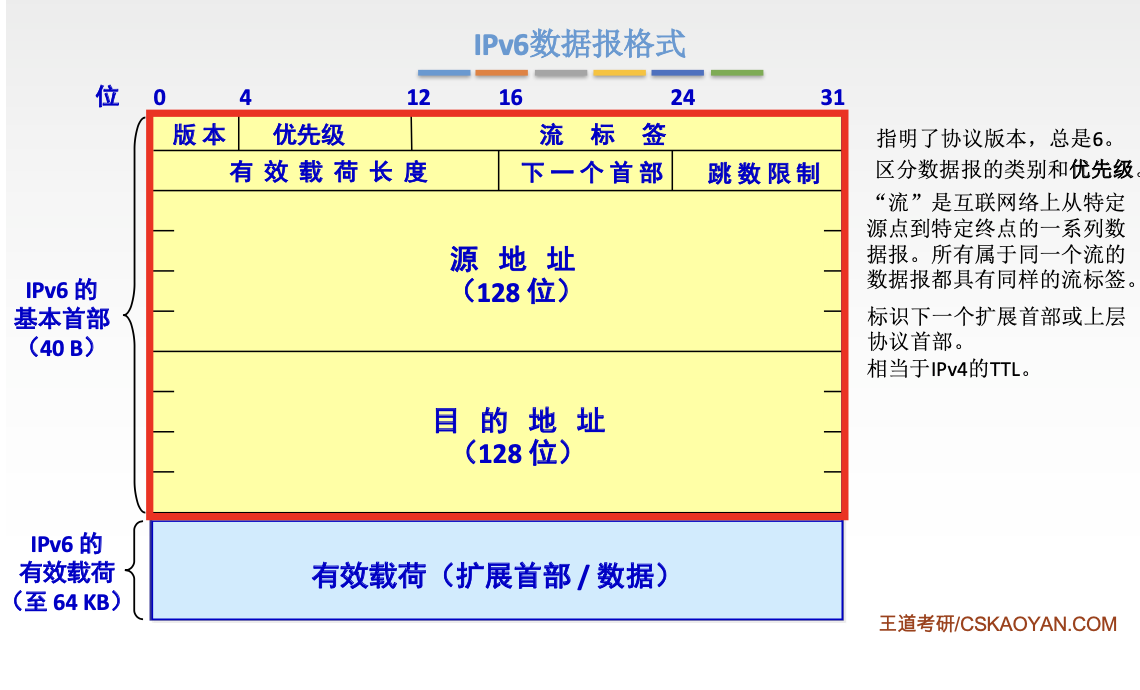 IPv6数据报格式
位 0 4 12 16 24 31
版本 优先级 流标签
有效载荷长度 下一个首部 跳数限制
源地址
（128 位）
目的地址
（128 位）
IPv6 的
基本首部
（40 B）
IPv6 的
有效载荷
（至 64 KB）
有效载荷（扩展首部 / 数据）
指明了协议版本，总是6。
区分数据报的类别和优先级。
“流”是互联网络上从特定
源点到特定终点的一系列数
据报。所有属于同一个流的
数据报都具有同样的流标签。
标识下一个扩展首部或上层
协议首部。
相当于IPv4的TTL。
王道考研/CSKAOYAN.COM